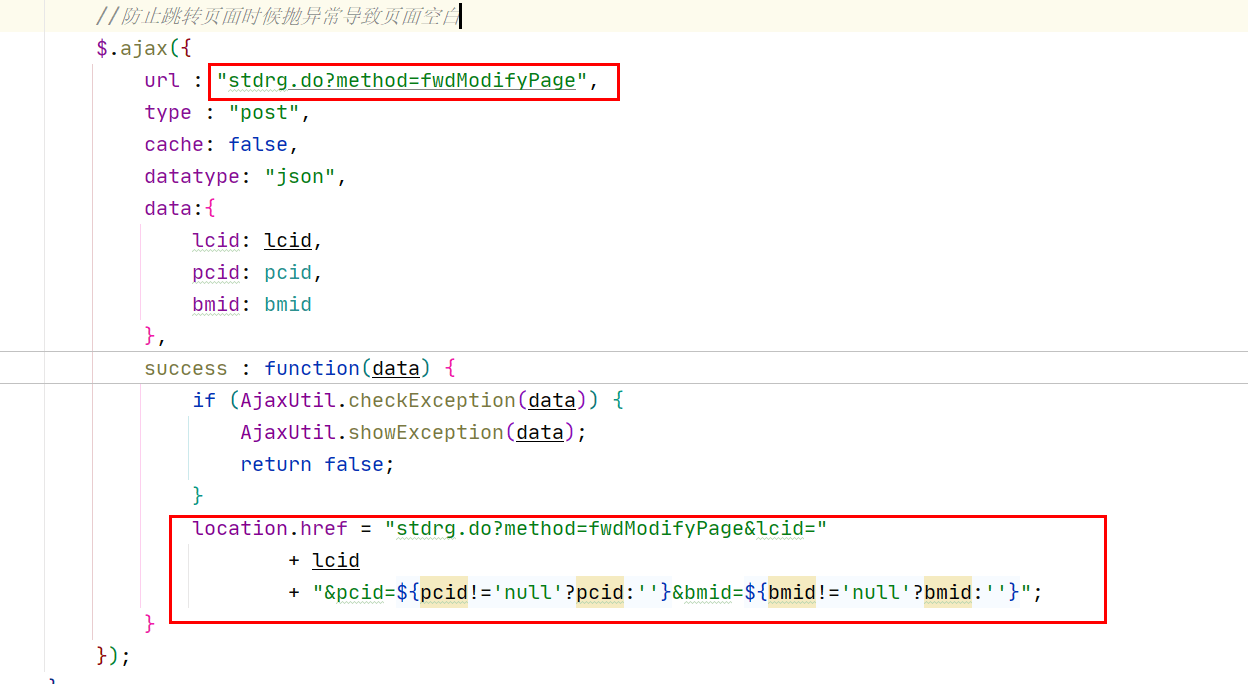 //防止跳转页面时候抛异常导致页面空白
$.ajax({
url : "stdrg.do?method=fwdModifyPage",
type : "post",
cache: false,
datatype: "json",
data:{
lcid: lcid,
pcid: pcid,
bmid: bmid
},
success : function(data) {
if (AjaxUtil.checkException(data)) {
AjaxUtil.showException(data);
return false;
}
location.href = "stdrg.do?method=fwdModifyPage&lcid="
+ lcid
+ "&pcid=${pcid!='null'?pcid:''}&bmid=${bmid!='null'?bmid:''}";
}
});